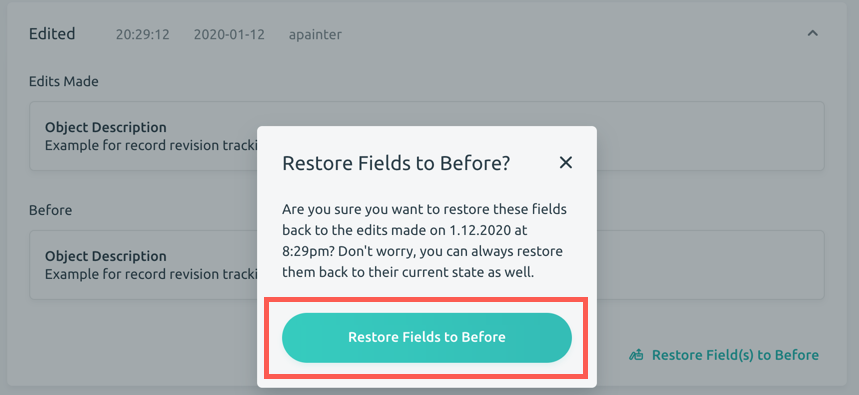 Edited 20:29:12 2020-01-12 apainter
Edits Made
Object Description
Example for record revision tracki
Before
Object Description
Example for record revision tracki
Restore Field(s) to Before
Restore Fields to Before?
Are you sure you want to restore these fields
back to the edits made on 1.12.2020 at
8:29pm? Don't worry, you can always restore
them back to their current state as well.
Restore Fields to Before